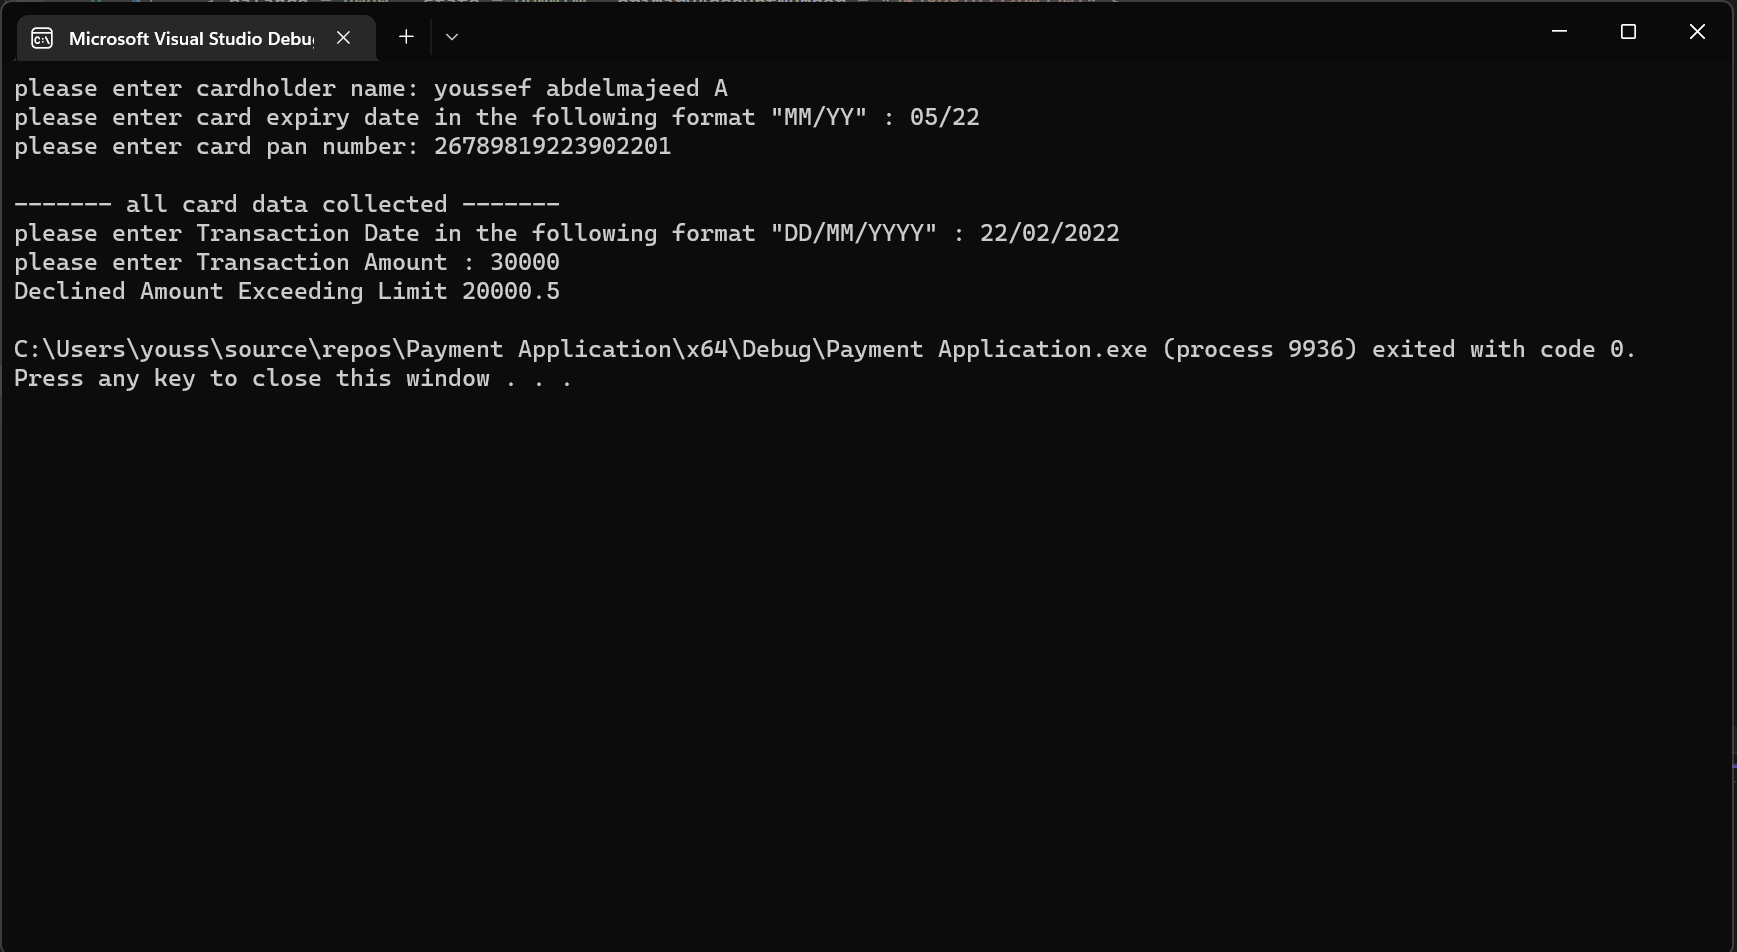 Microsoft Visual Studio Debu
please enter cardholder name: youssef abdelmajeed A
please enter card expiry date in the following format "MM/YY" : 05/22
please enter card pan number: 26789819223902201
------- all card data collected -------
please enter Transaction Date in the following format "DD/MM/YYYY" : 22/02/2022
please enter Transaction Amount : 30000
Declined Amount Exceeding Limit 20000.5
C:\Users\youss\source\repos\Payment Application\x64\Debug\Payment Application.exe (process 9936) exited with code 0.
Press any key to close this window . . .